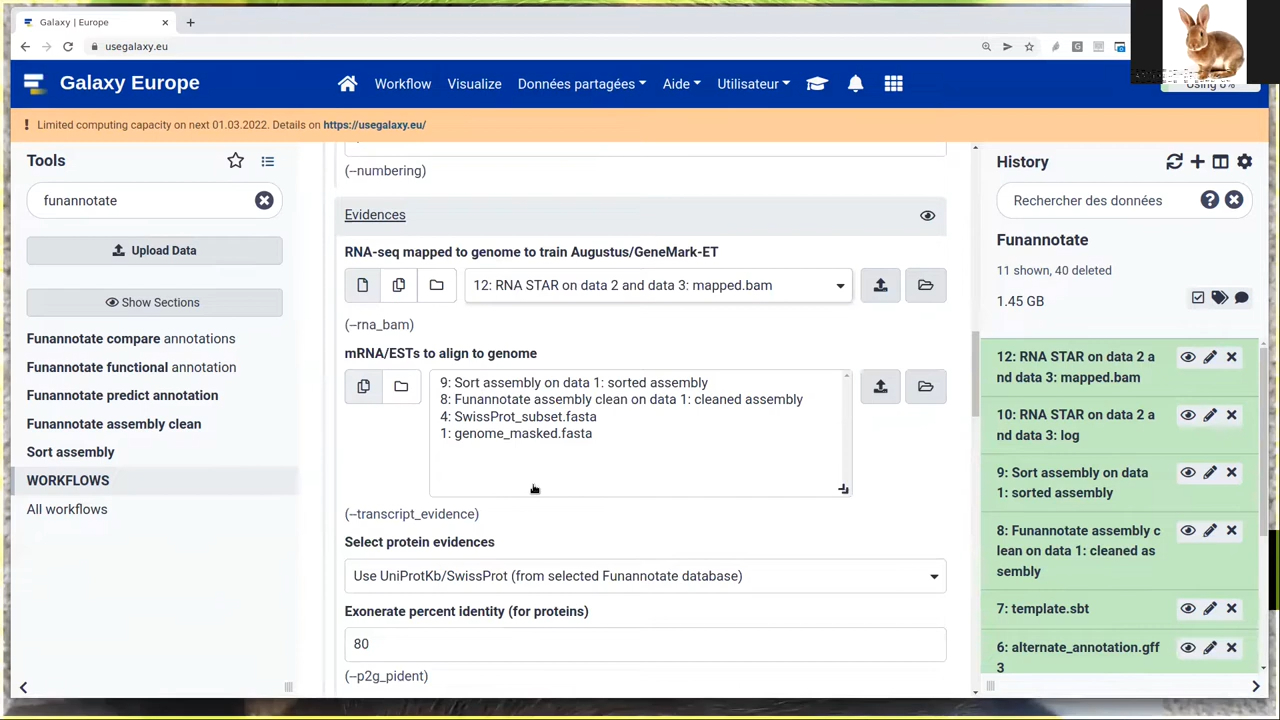 Galaxy | Europe
usegalaxy.eu
Galaxy Europe
Workflow
Visualize
Données partagées
Aide
Utilisateur
Limited computing capacity on next 01.03.2022. Details on https://usegalaxy.eu/
Tools
funannotate
Upload Data
Show Sections
Funannotate compare annotations
Funannotate functional annotation
Funannotate predict annotation
Funannotate assembly clean
Sort assembly
WORKFLOWS
All workflows
(--numbering)
Evidences
RNA-seq mapped to genome to train Augustus/GeneMark-ET
12: RNA STAR on data 2 and data 3: mapped.bam
(--rna_bam)
mRNA/ESTs to align to genome
9: Sort assembly on data 1: sorted assembly
8: Funannotate assembly clean on data 1: cleaned assembly
4: SwissProt_subset.fasta
1: genome_masked.fasta
(--transcript_evidence)
Select protein evidences
Use UniProtKb/SwissProt (from selected Funannotate database)
Exonerate percent identity (for proteins)
80
(--p2g_pident)
History
Rechercher des données
Funannotate
11 shown, 40 deleted
1.45 GB
12: RNA STAR on data 2 a
nd data 3: mapped.bam
10: RNA STAR on data 2 a
nd data 3: log
9: Sort assembly on data
1: sorted assembly
8: Funannotate assembly c
lean on data 1: cleaned as
sembly
7: template.sbt
6: alternate_annotation.gff
3